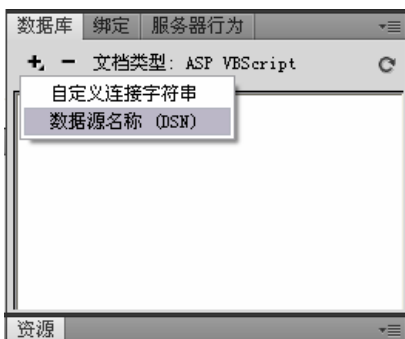 数据库 绑定 服务器行为
文档类型: ASP VBScript
自定义连接字符串
数据源名称 (DSN)
资源